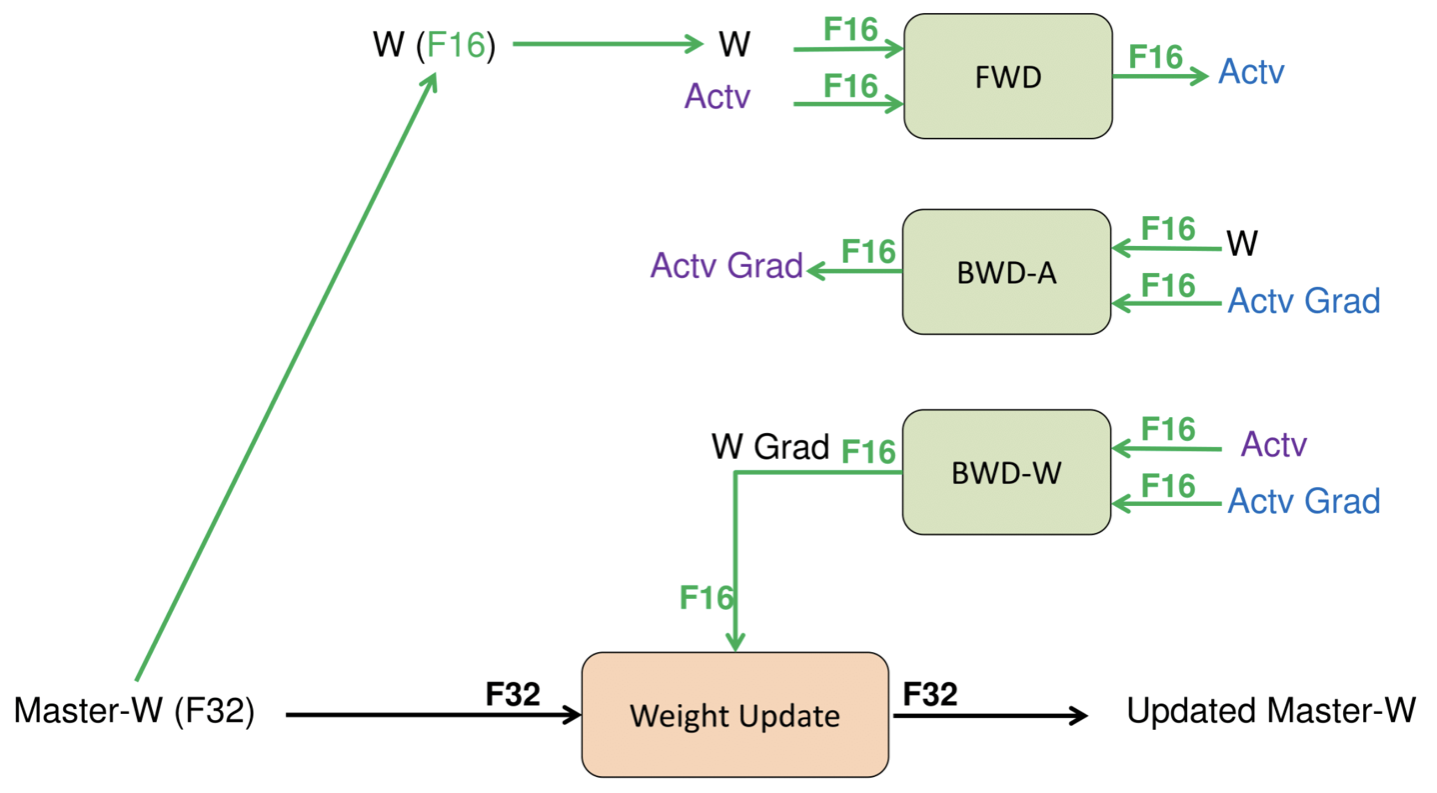 W (F16)
W
F16
Actv
F16
FWD
F16
Actv
Actv Grad
F16
BWD-A
F16
W
F16
Actv Grad
W Grad
F16
BWD-W
F16
Actv
F16
Actv Grad
F16
Master-W (F32)
F32
Weight Update
F32
Updated Master-W